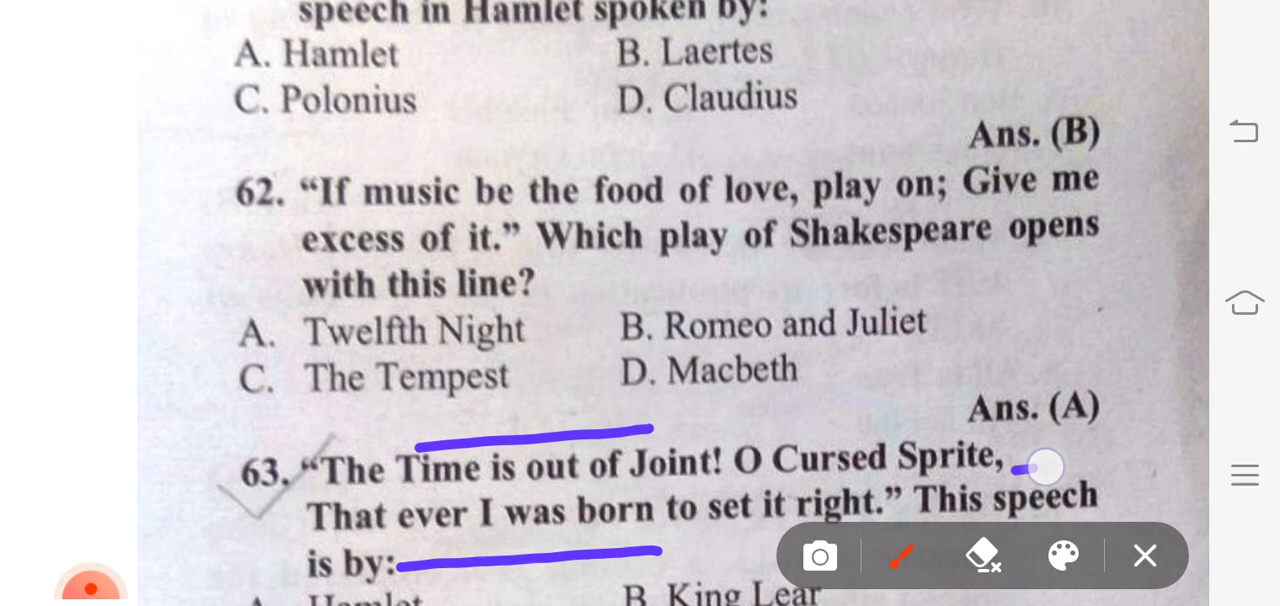 speech in Hamlet spoken by:
A. Hamlet B. Laertes
C. Polonius D. Claudius
Ans. (B)
62. “If music be the food of love, play on; Give me
excess of it.” Which play of Shakespeare opens
with this line?
A. Twelfth Night B. Romeo and Juliet
C. The Tempest D. Macbeth
Ans. (A)
63. “The Time is out of Joint! O Cursed Sprite,
That ever I was born to set it right.” This speech
is by:
A. Hamlet B. King Lear